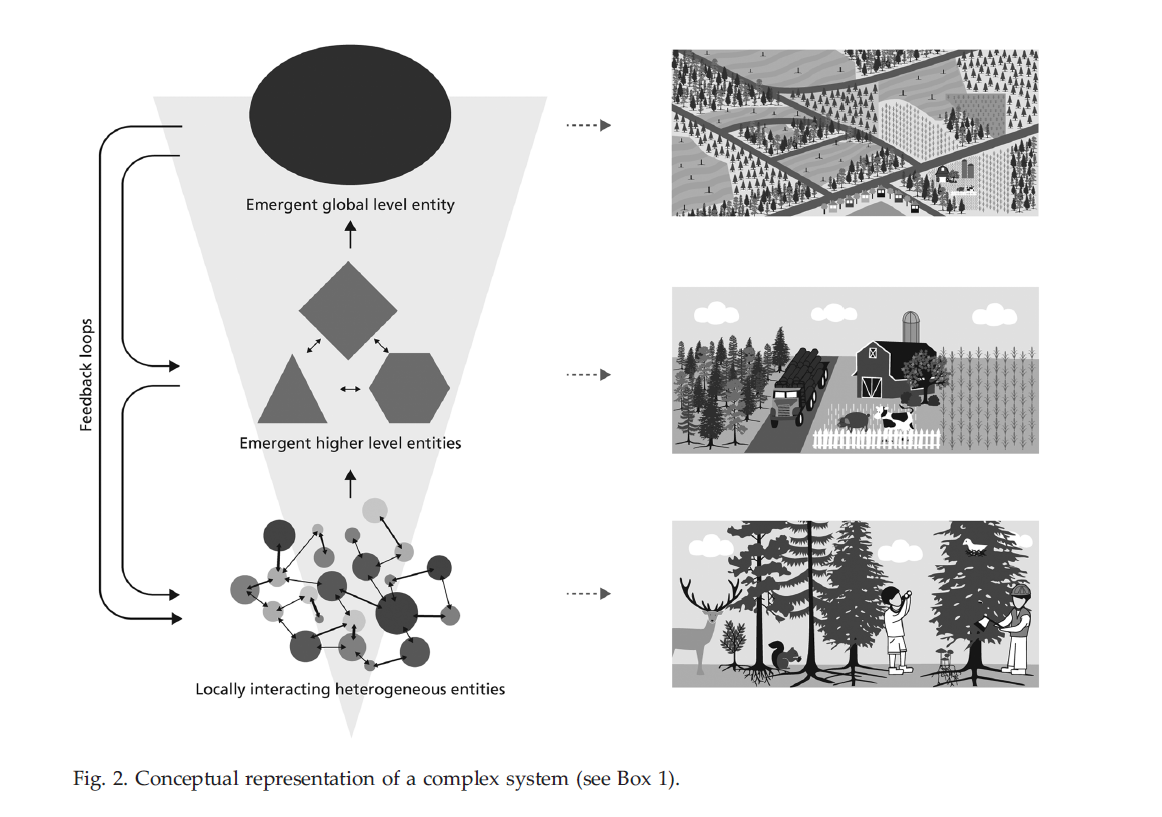 Emergent global level entity
Feedback loops
Emergent higher level entities
Locally interacting heterogeneous entities
Fig. 2. Conceptual representation of a complex system (see Box 1).